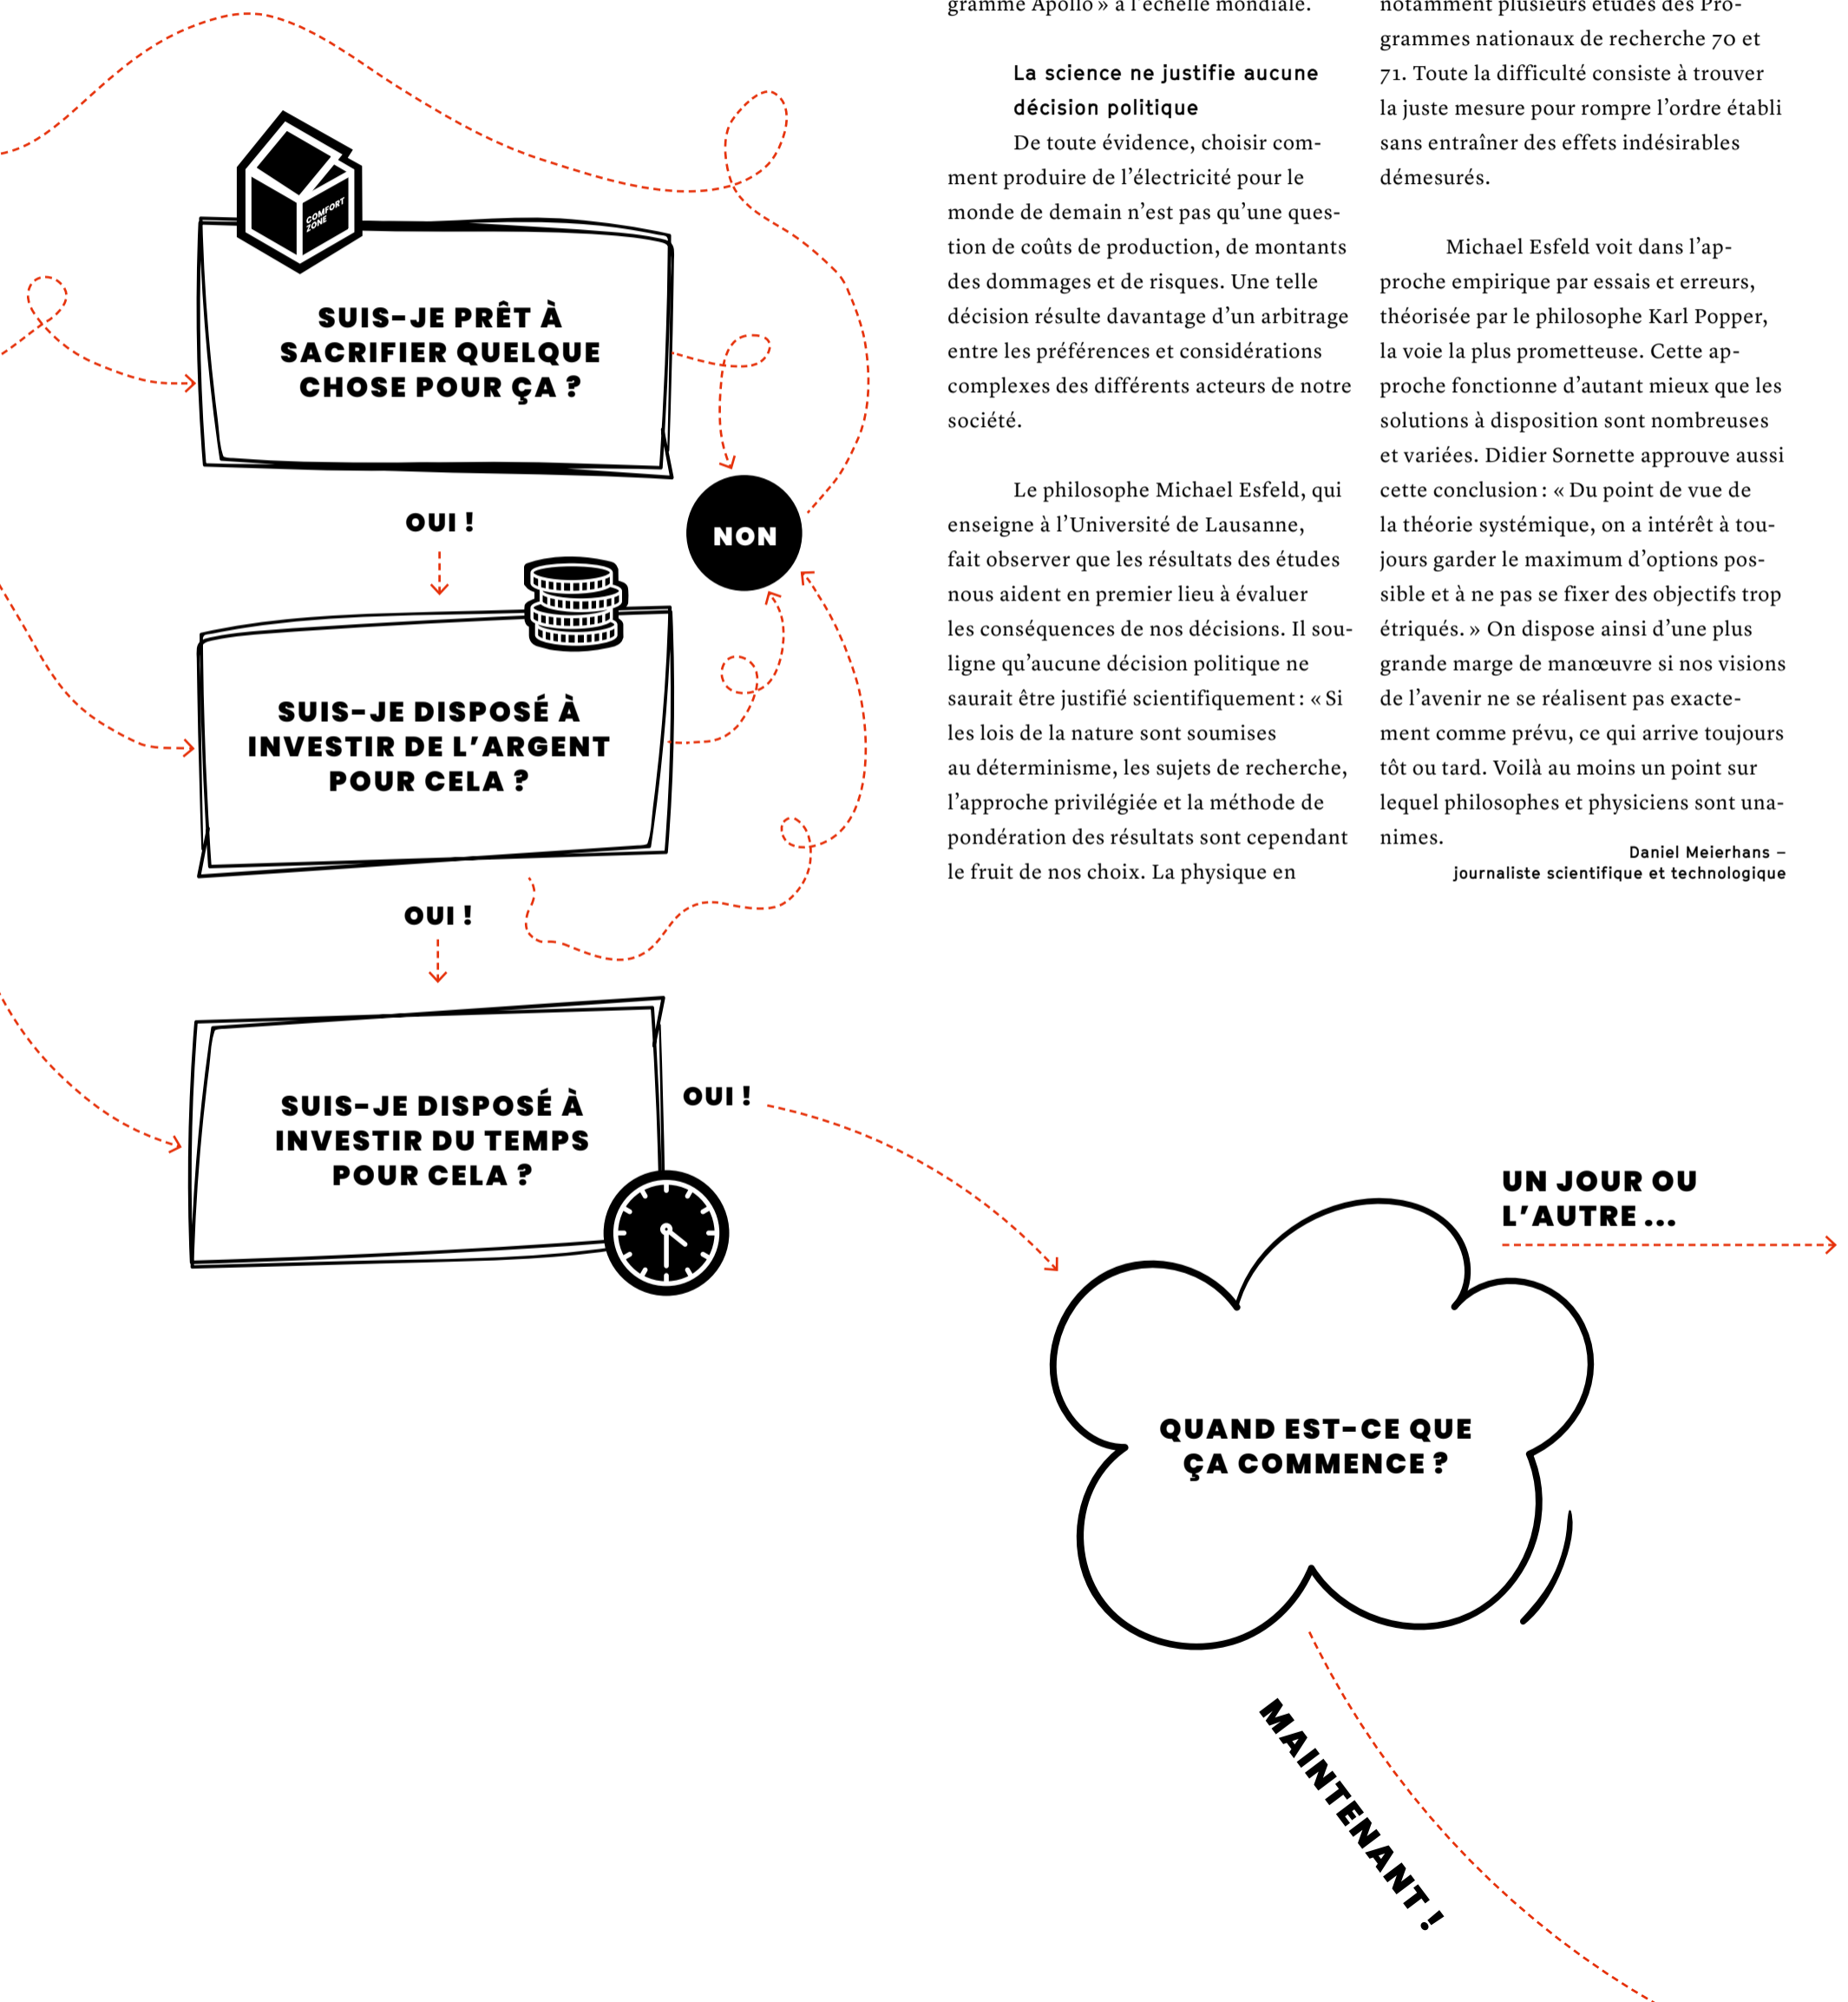 COMFORT
ZONE
SUIS-JE PRÊT À
SACRIFIER QUELQUE
CHOSE POUR ÇA ?
OUI !
NON
SUIS-JE DISPOSÉ À
INVESTIR DE L’ARGENT
POUR CELA ?
OUI !
SUIS-JE DISPOSÉ À
INVESTIR DU TEMPS
POUR CELA ?
OUI !
gramme Apollo » à l’échelle mondiale.
La science ne justifie aucune
décision politique
De toute évidence, choisir com-
ment produire de l’électricité pour le
monde de demain n’est pas qu’une ques-
tion de coûts de production, de montants
des dommages et de risques. Une telle
décision résulte davantage d’un arbitrage
entre les préférences et considérations
complexes des différents acteurs de notre
société.
Le philosophe Michael Esfeld, qui
enseigne à l’Université de Lausanne,
fait observer que les résultats des études
nous aident en premier lieu à évaluer
les conséquences de nos décisions. Il sou-
ligne qu’aucune décision politique ne
saurait être justifié scientifiquement : « Si
les lois de la nature sont soumises
au déterminisme, les sujets de recherche,
l’approche privilégiée et la méthode de
pondération des résultats sont cependant
le fruit de nos choix. La physique en
notamment plusieurs études des Pro-
grammes nationaux de recherche 70 et
71. Toute la difficulté consiste à trouver
la juste mesure pour rompre l’ordre établi
sans entraîner des effets indésirables
démesurés.
Michael Esfeld voit dans l’ap-
proche empirique par essais et erreurs,
théorisée par le philosophe Karl Popper,
la voie la plus prometteuse. Cette ap-
proche fonctionne d’autant mieux que les
solutions à disposition sont nombreuses
et variées. Didier Sornette approuve aussi
cette conclusion : « Du point de vue de
la théorie systémique, on a intérêt à tou-
jours garder le maximum d’options pos-
sible et à ne pas se fixer des objectifs trop
étriqués. » On dispose ainsi d’une plus
grande marge de manœuvre si nos visions
de l’avenir ne se réalisent pas exacte-
ment comme prévu, ce qui arrive toujours
tôt ou tard. Voilà au moins un point sur
lequel philosophes et physiciens sont una-
nimes.
Daniel Meierhans –
journaliste scientifique et technologique
UN JOUR OU
L’AUTRE ...
QUAND EST-CE QUE
ÇA COMMENCE ?
MAINTENANT !